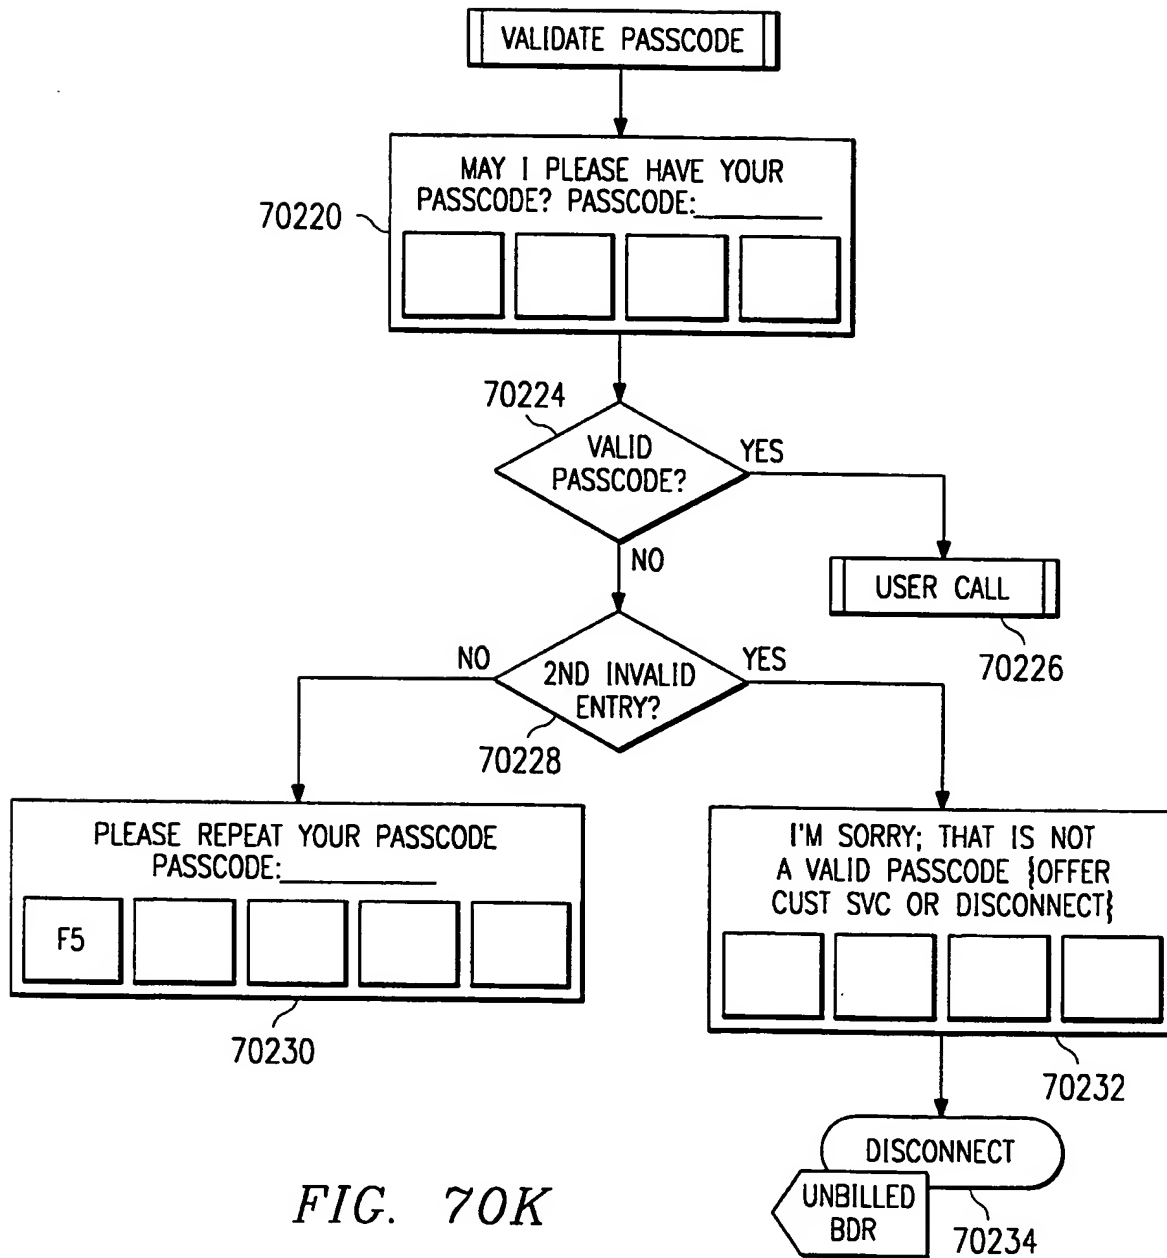 VALIDATE PASSCODE
MAY I PLEASE HAVE YOUR
PASSCODE? PASSCODE:__________
70220
70224
VALID
PASSCODE?
YES
NO
USER CALL
70226
2ND INVALID
ENTRY?
NO
YES
70228
PLEASE REPEAT YOUR PASSCODE
PASSCODE:____________
F5
70230
I'M SORRY; THAT IS NOT
A VALID PASSCODE {OFFER
CUST SVC OR DISCONNECT}
70232
DISCONNECT
UNBILLED
BDR
70234
FIG. 70K